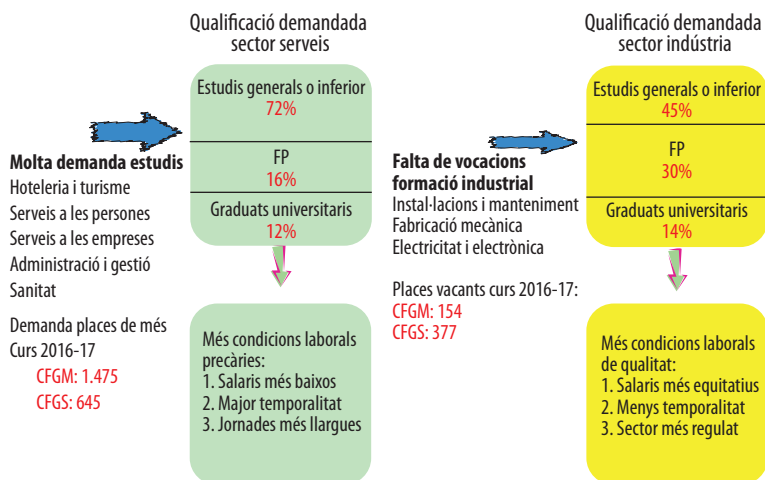 Qualificació demandada
sector serveis
Estudis generals o inferior
72%
FP
16%
Graduats universitaris
12%
Molta demanda estudis
Hoteleria i turisme
Serveis a les persones
Serveis a les empreses
Administració i gestió
Sanitat
Demanda places de més
Curs 2016-17
CFGM: 1.475
CFGS: 645
Més condicions laborals
precàries:
1. Salaris més baixos
2. Major temporalitat
3. Jornades més llargues
Qualificació demandada
sector indústria
Estudis generals o inferior
45%
FP
30%
Graduats universitaris
14%
Falta de vocacions
formació industrial
Instal·lacions i manteniment
Fabricació mecànica
Electricitat i electrònica
Places vacants curs 2016-17:
CFGM: 154
CFGS: 377
Més condicions laborals
de qualitat:
1. Salaris més equitatius
2. Menys temporalitat
3. Sector més regulat